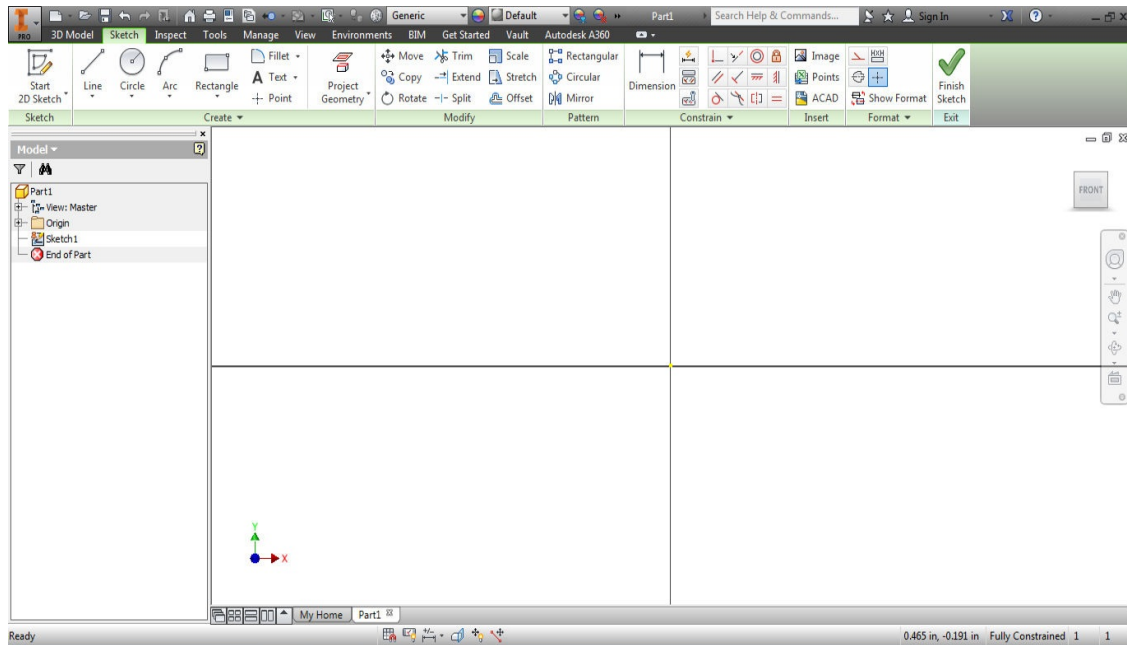 Generic Default Part1 Search Help & Commands... Sign In
PRO 3D Model Sketch Inspect Tools Manage View Environments BIM Get Started Vault Autodesk A360
Fillet Move Trim Scale Rectangular Image
Text Copy Extend Stretch Circular Points
Start 2D Sketch Line Circle Arc Rectangle Point Project Geometry Rotate Split Offset Mirror Dimension ACAD Show Format Finish Sketch
Sketch Create Modify Pattern Constrain Insert Format Exit
Model
Part1
View: Master
Origin
Sketch1
End of Part
FRONT
Y
X
My Home Part1
Ready 0.465 in, -0.191 in Fully Constrained 1 1